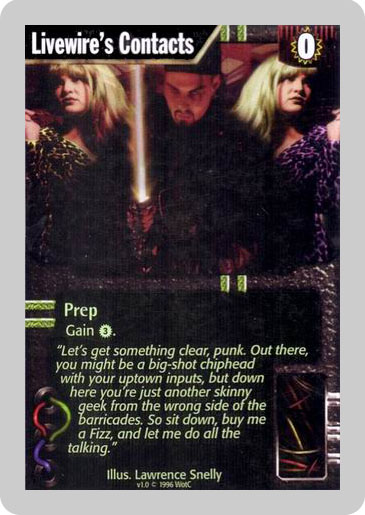 Livewire's Contacts
0
Prep
Gain 3.
"Let's get something clear, punk. Out there,
you might be a big-shot chiphead
with your uptown inputs, but down
here you're just another skinny
geek from the wrong side of the
barricades. So sit down, buy me
a Fizz, and let me do all the
talking."
Illus. Lawrence Snelly
v1.0 © 1996 WotC